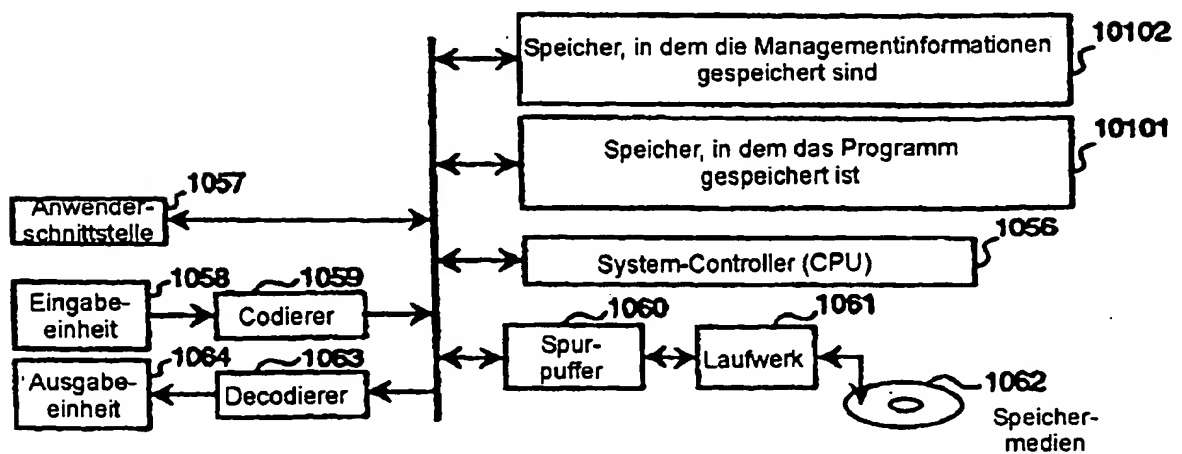 Speicher, in dem die Managementinformationen
gespeichert sind
10102
Speicher, in dem das Programm
gespeichert ist
10101
Anwender-
schnittstelle
1057
System-Controller (CPU)
1056
Eingabe-
einheit
1058
Codierer
1059
Spur-
puffer
1060
Laufwerk
1061
Ausgabe-
einheit
1064
Decodierer
1063
1062
Speicher-
medien